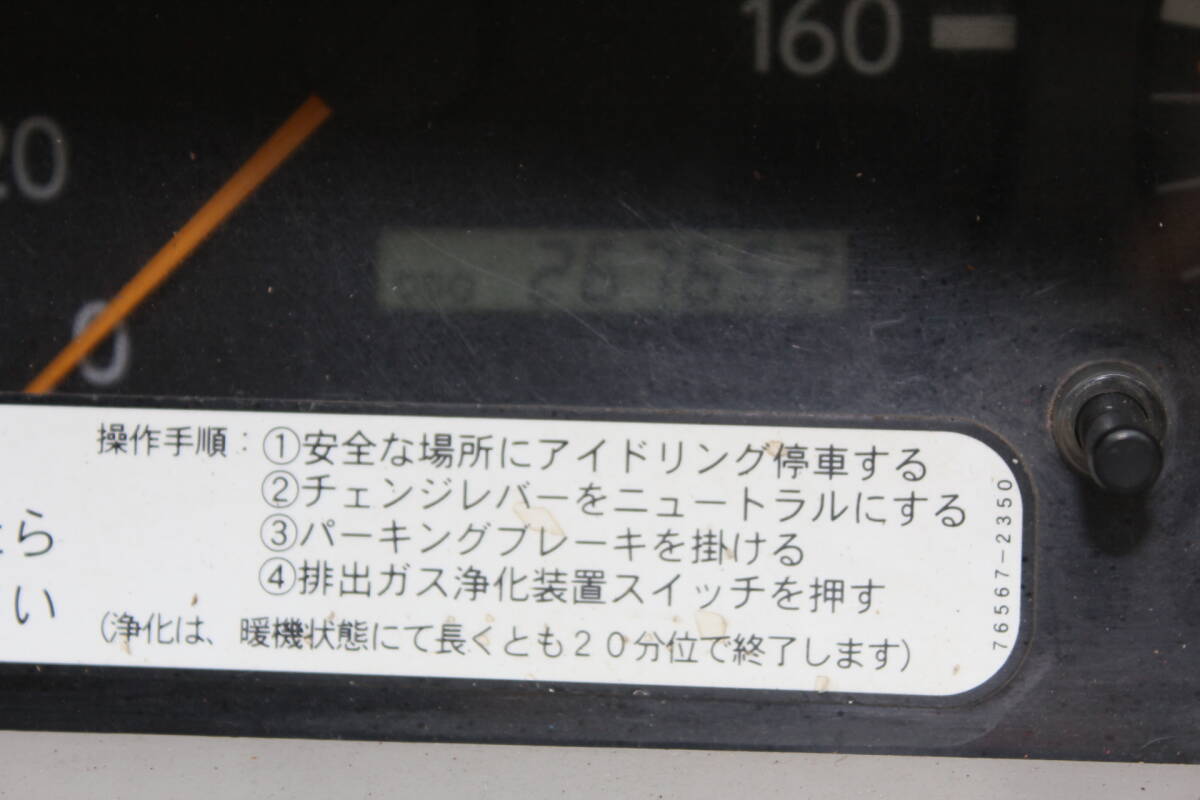 160
20
0
ODO 267652
操作手順：①安全な場所にアイドリング停車する
②チェンジレバーをニュートラルにする
③パーキングブレーキを掛ける
④排出ガス浄化装置スイッチを押す
(浄化は、暖機状態にて長くとも20分位で終了します)
ら
い
76567-2350